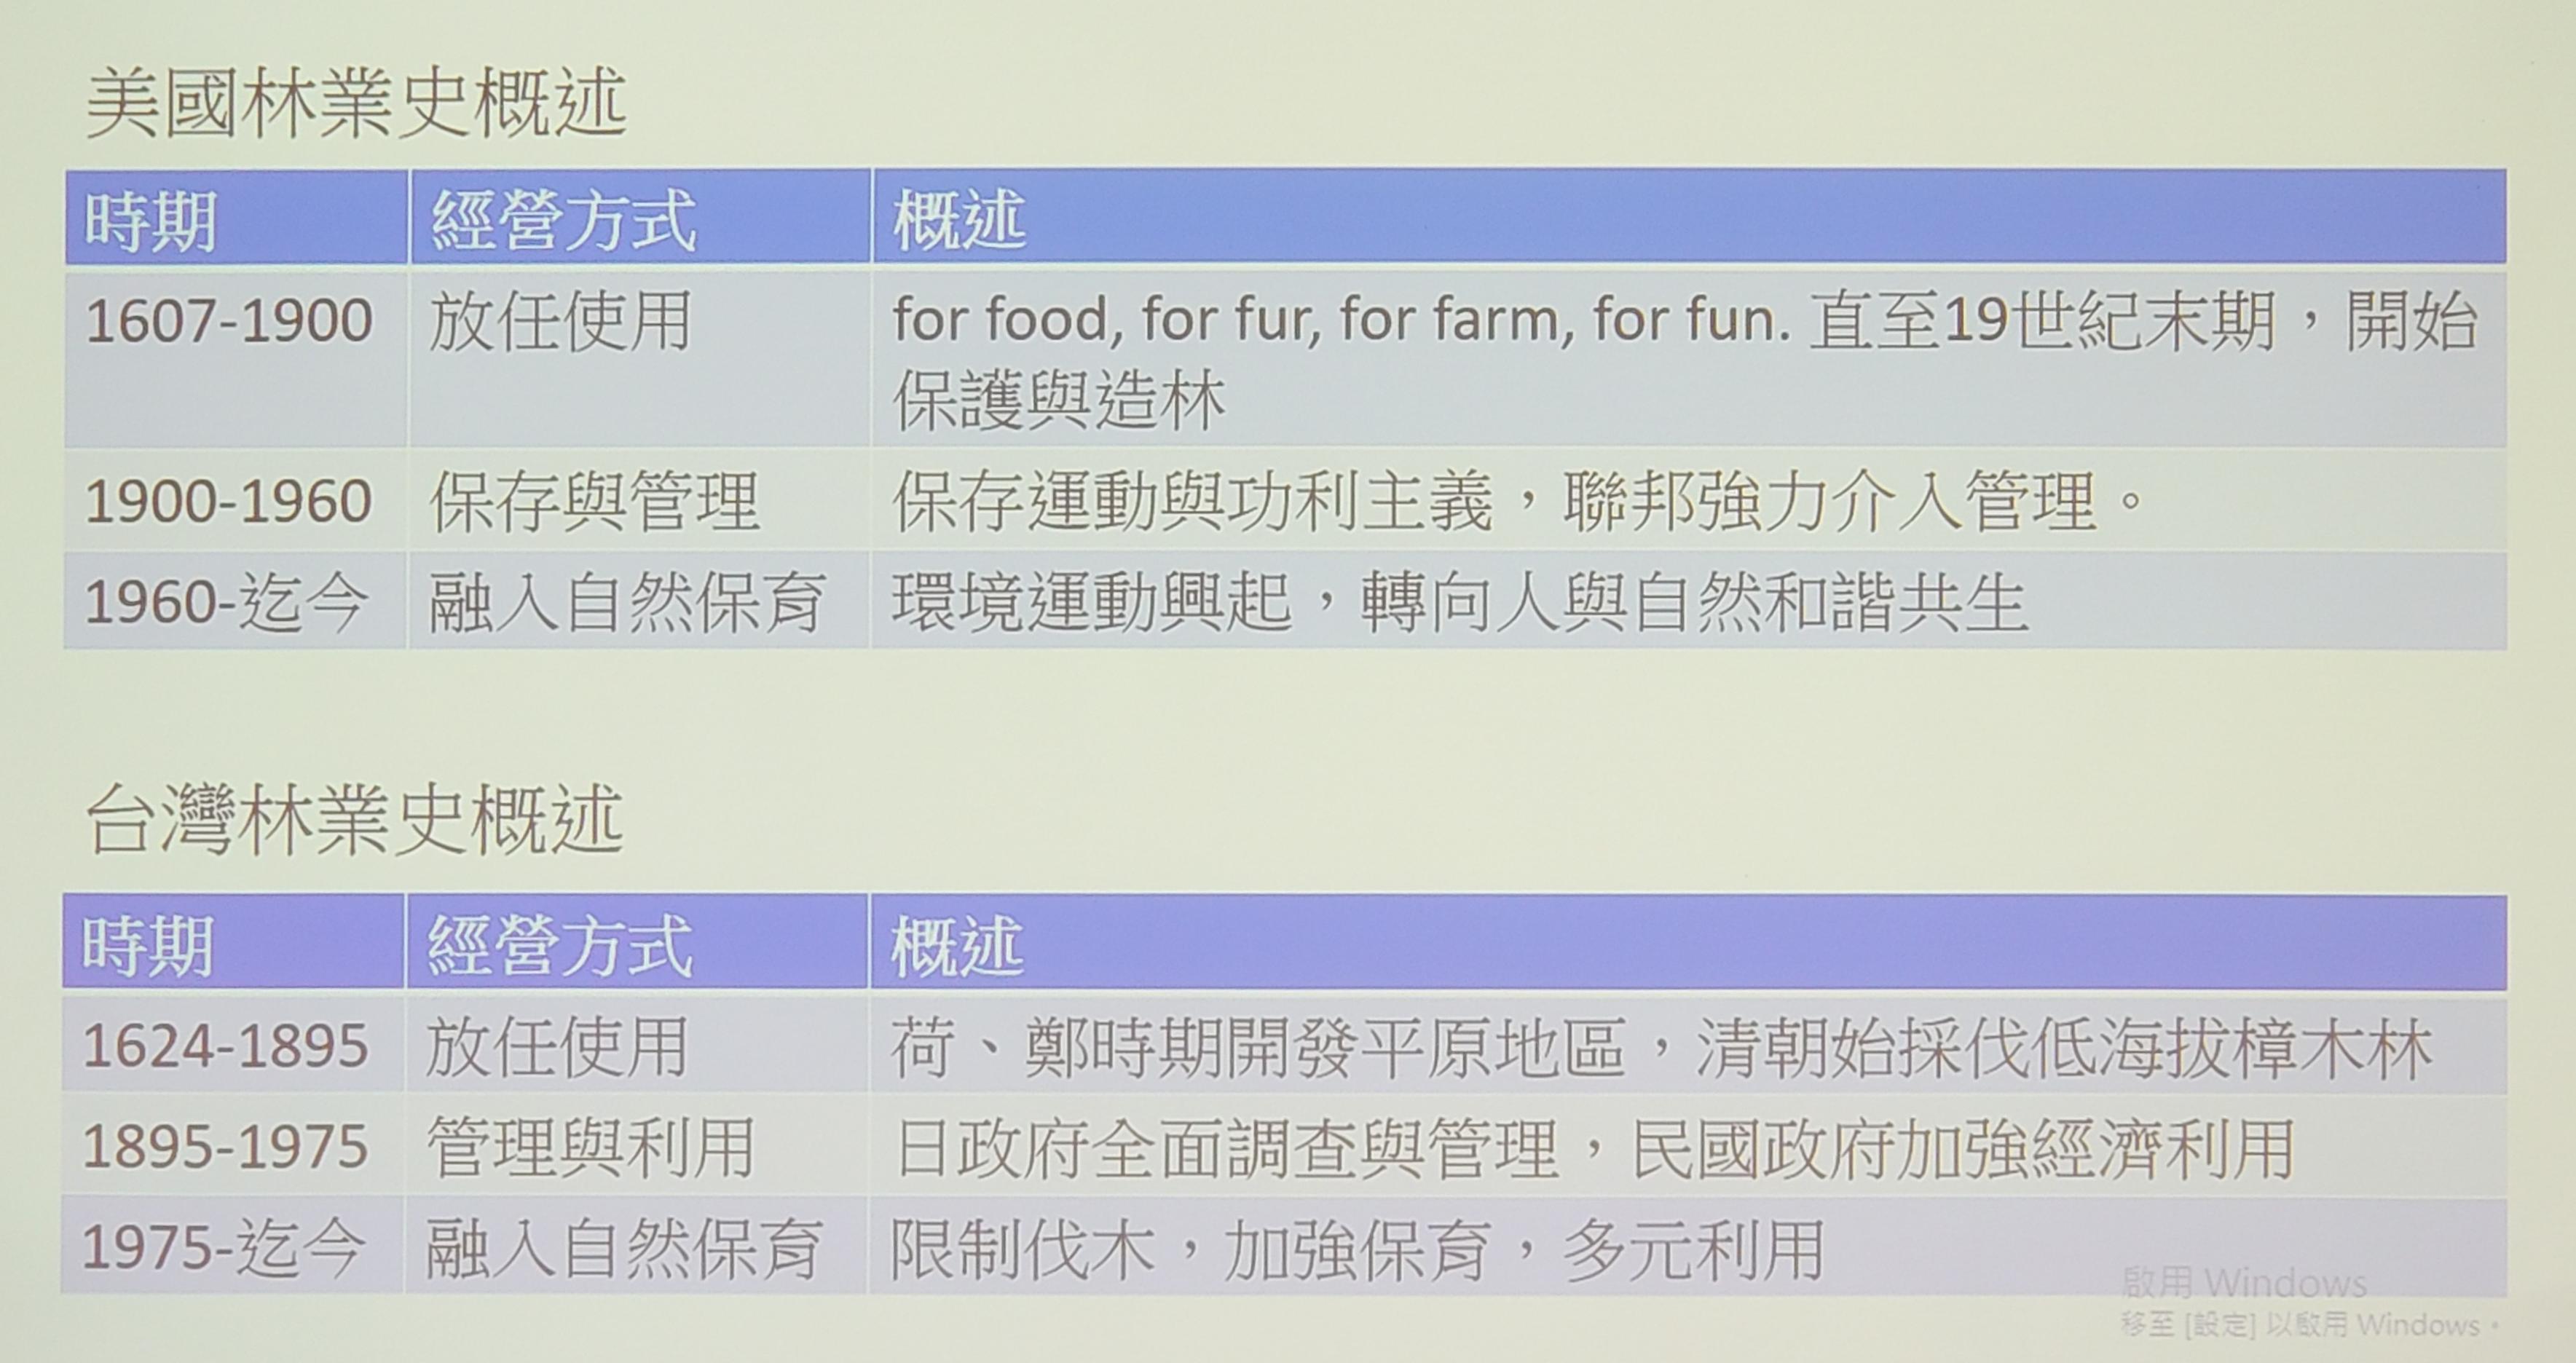 美國林業史概述
時期 經營方式 概述
1607-1900 放任使用 for food, for fur, for farm, for fun. 直至19世紀末期，開始
保護與造林
1900-1960 保存與管理 保存運動與功利主義，聯邦強力介入管理。
1960-迄今 融入自然保育 環境運動興起，轉向人與自然和諧共生
台灣林業史概述
時期 經營方式 概述
1624-1895 放任使用 荷、鄭時期開發平原地區，清朝始採伐低海拔樟木林
1895-1975 管理與利用 日政府全面調查與管理，民國政府加強經濟利用
1975-迄今 融入自然保育 限制伐木，加強保育，多元利用
啟用 Windows
移至 [設定] 以啟用 Windows。